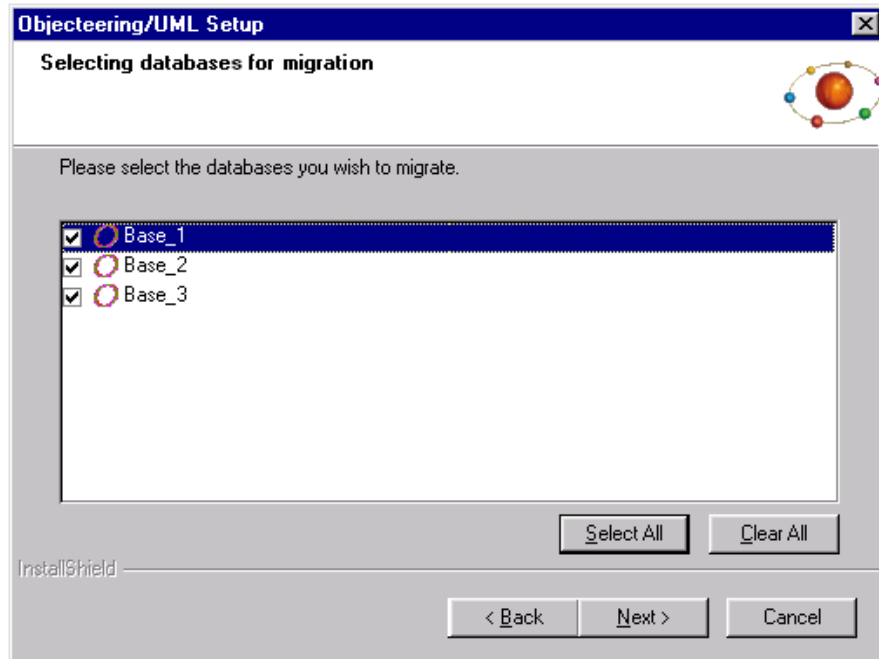 Objecteering/UML Setup
Selecting databases for migration
Please select the databases you wish to migrate.
Base_1
Base_2
Base_3
Select All Clear All
InstallShield
< Back Next > Cancel